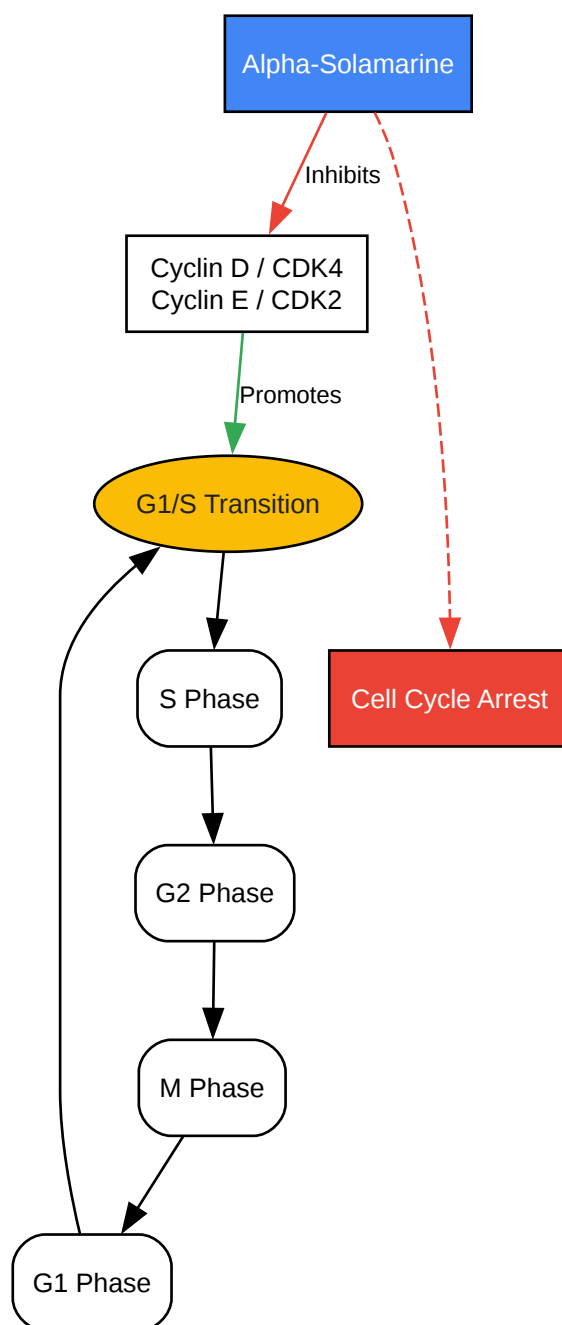 Alpha-Solamarine
Inhibits
Cyclin D / CDK4
Cyclin E / CDK2
Promotes
G1/S Transition
S Phase
Cell Cycle Arrest
G2 Phase
M Phase
G1 Phase